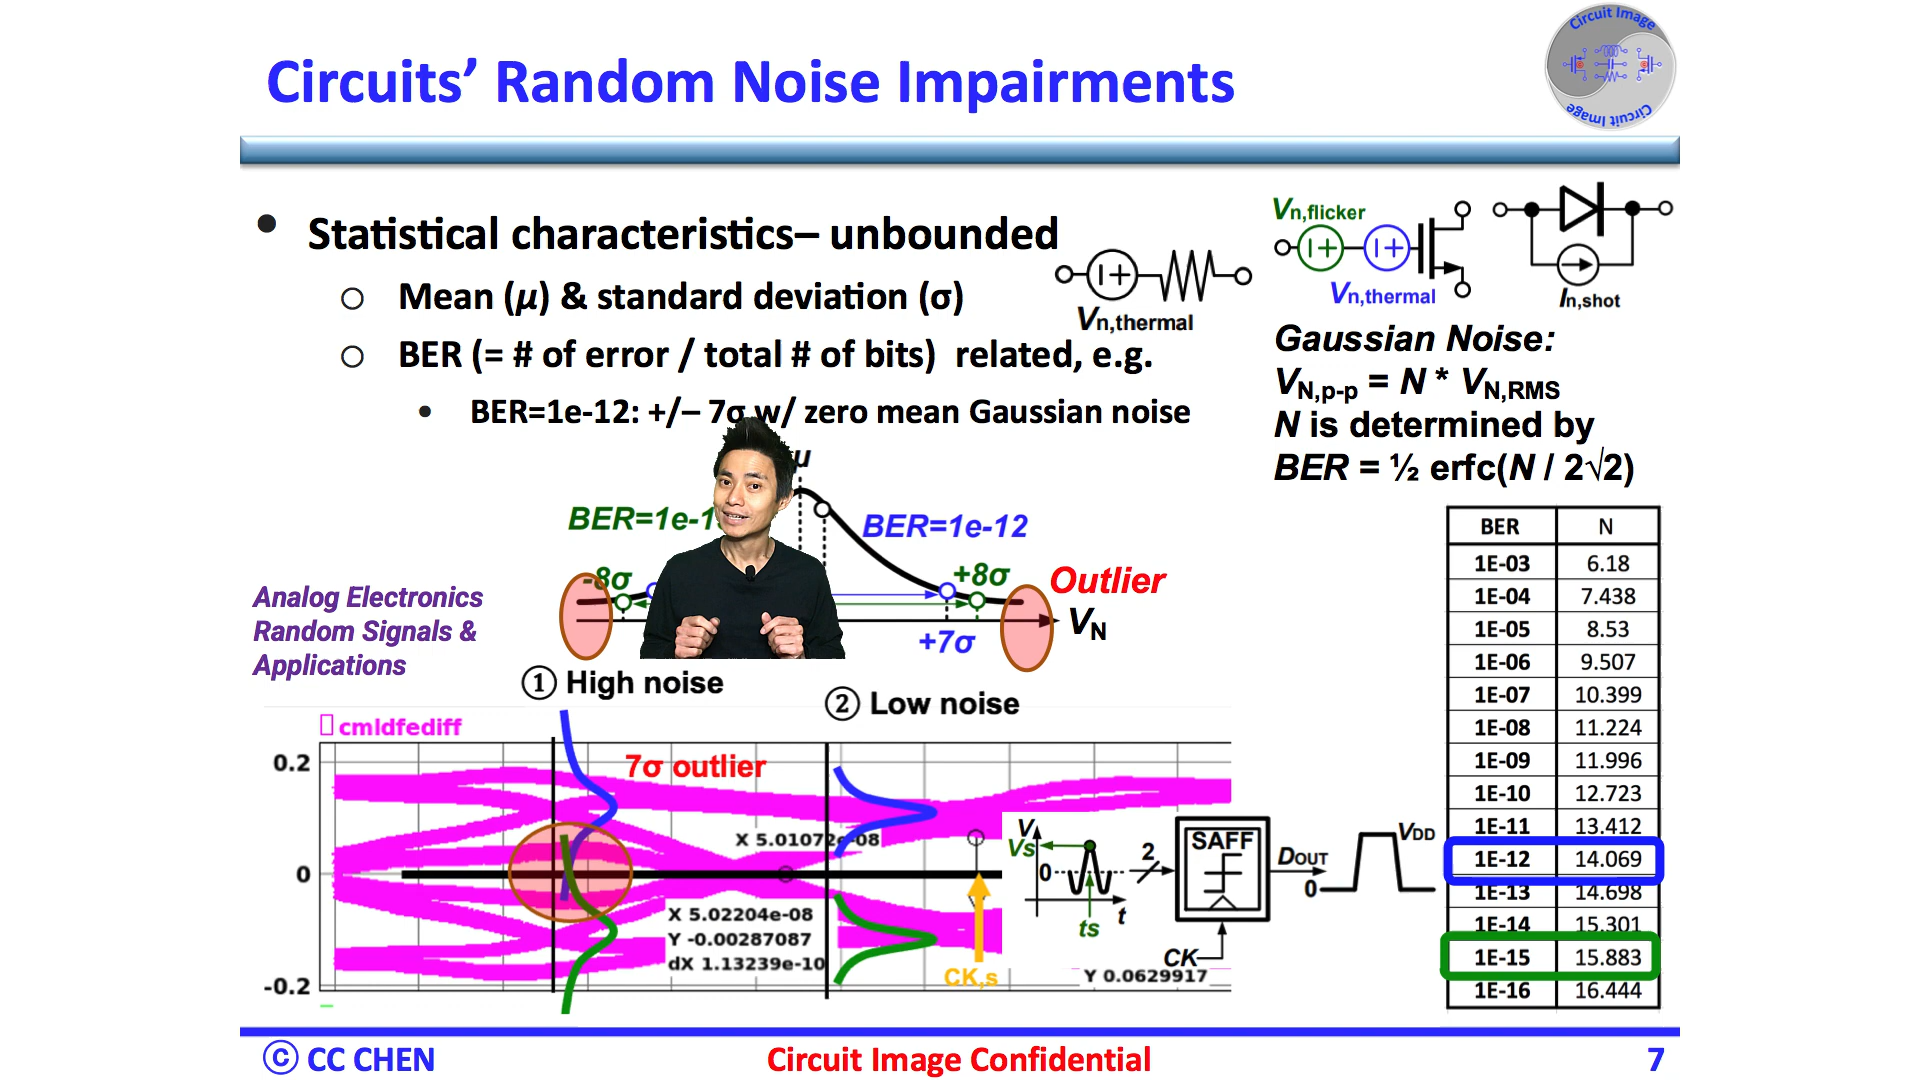 Circuits’ Random Noise Impairments
Circuit Image
Circuit Image
• Statistical characteristics– unbounded
○ Mean (μ) & standard deviation (σ)
○ BER (= # of error / total # of bits) related, e.g.
• BER=1e-12: +/– 7σ w/ zero mean Gaussian noise
Vn,thermal
Vn,flicker
Vn,thermal
In,shot
Gaussian Noise:
VN,p-p = N * VN,RMS
N is determined by
BER = ½ erfc(N / 2√2)
μ
BER=1e-1
BER=1e-12
-8σ
+8σ
Outlier
VN
+7σ
Analog Electronics
Random Signals &
Applications
① High noise
② Low noise
cmldfediff
0.2
0
-0.2
7σ outlier
X 5.01072e-08
X 5.02204e-08
Y -0.00287087
dX 1.13239e-10
CK,s
V
Vs
0
ts
t
2
SAFF
DOUT
CK
VDD
0
Y 0.0629917
BER N
1E-03 6.18
1E-04 7.438
1E-05 8.53
1E-06 9.507
1E-07 10.399
1E-08 11.224
1E-09 11.996
1E-10 12.723
1E-11 13.412
1E-12 14.069
1E-13 14.698
1E-14 15.301
1E-15 15.883
1E-16 16.444
© CC CHEN
Circuit Image Confidential
7